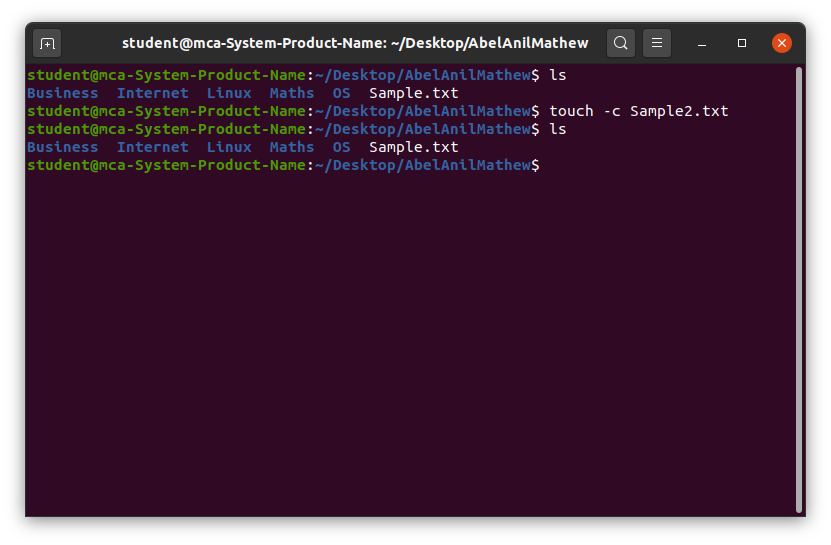 student@mca-System-Product-Name: ~/Desktop/AbelAnilMathew
student@mca-System-Product-Name:~/Desktop/AbelAnilMathew$ ls
Business  Internet  Linux  Maths  OS  Sample.txt
student@mca-System-Product-Name:~/Desktop/AbelAnilMathew$ touch -c Sample2.txt
student@mca-System-Product-Name:~/Desktop/AbelAnilMathew$ ls
Business  Internet  Linux  Maths  OS  Sample.txt
student@mca-System-Product-Name:~/Desktop/AbelAnilMathew$